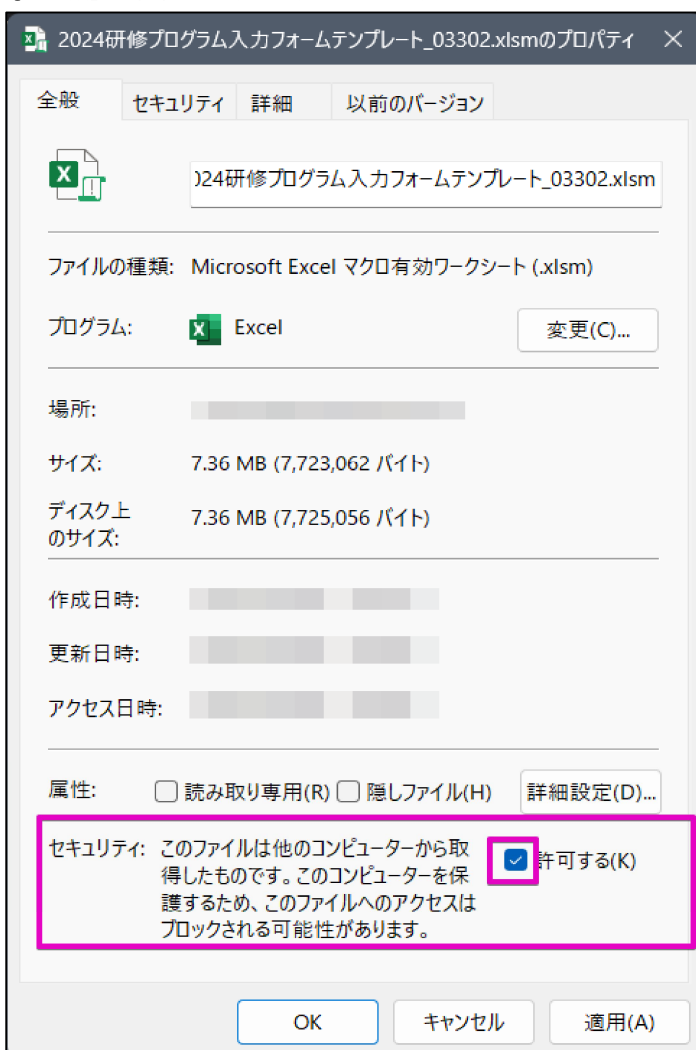 2024研修プログラム入力フォームテンプレート_03302.xlsmのプロパティ
全般 セキュリティ 詳細 以前のバージョン
024研修プログラム入力フォームテンプレート_03302.xlsm
ファイルの種類: Microsoft Excel マクロ有効ワークシート (.xlsm)
プログラム: Excel 変更(C)...
場所:
サイズ: 7.36 MB (7,723,062 バイト)
ディスク上
のサイズ: 7.36 MB (7,725,056 バイト)
作成日時:
更新日時:
アクセス日時:
属性: 読み取り専用(R) 隠しファイル(H) 詳細設定(D)...
セキュリティ: このファイルは他のコンピューターから取
得したものです。このコンピューターを保
護するため、このファイルへのアクセスは
ブロックされる可能性があります。
許可する(K)
OK キャンセル 適用(A)